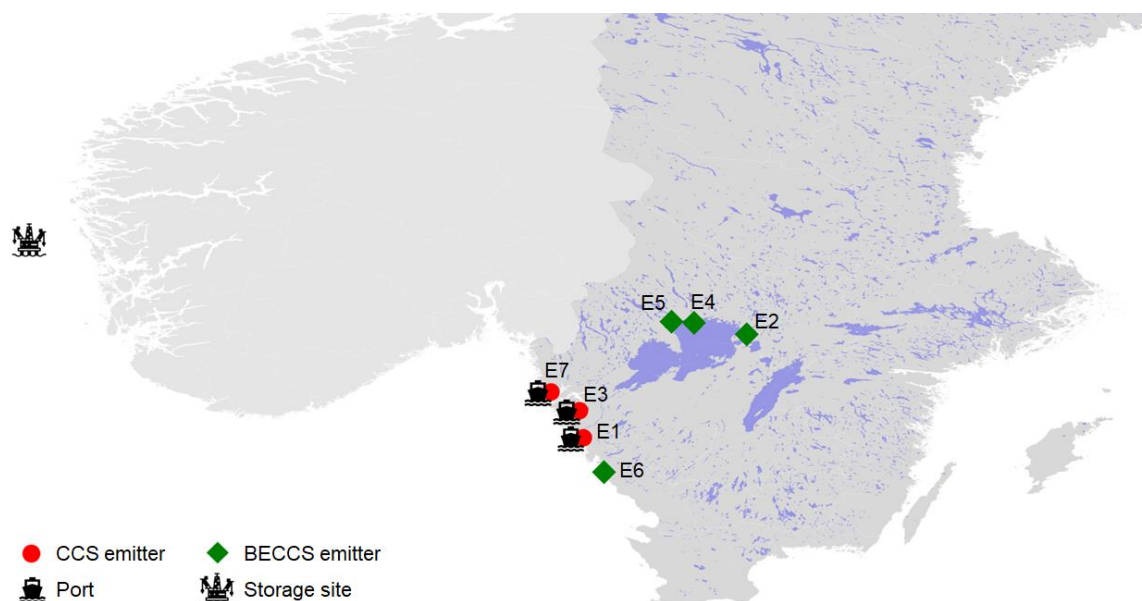 E5 E4
E2
E7
E3
E1
E6
CCS emitter BECCS emitter
Port Storage site